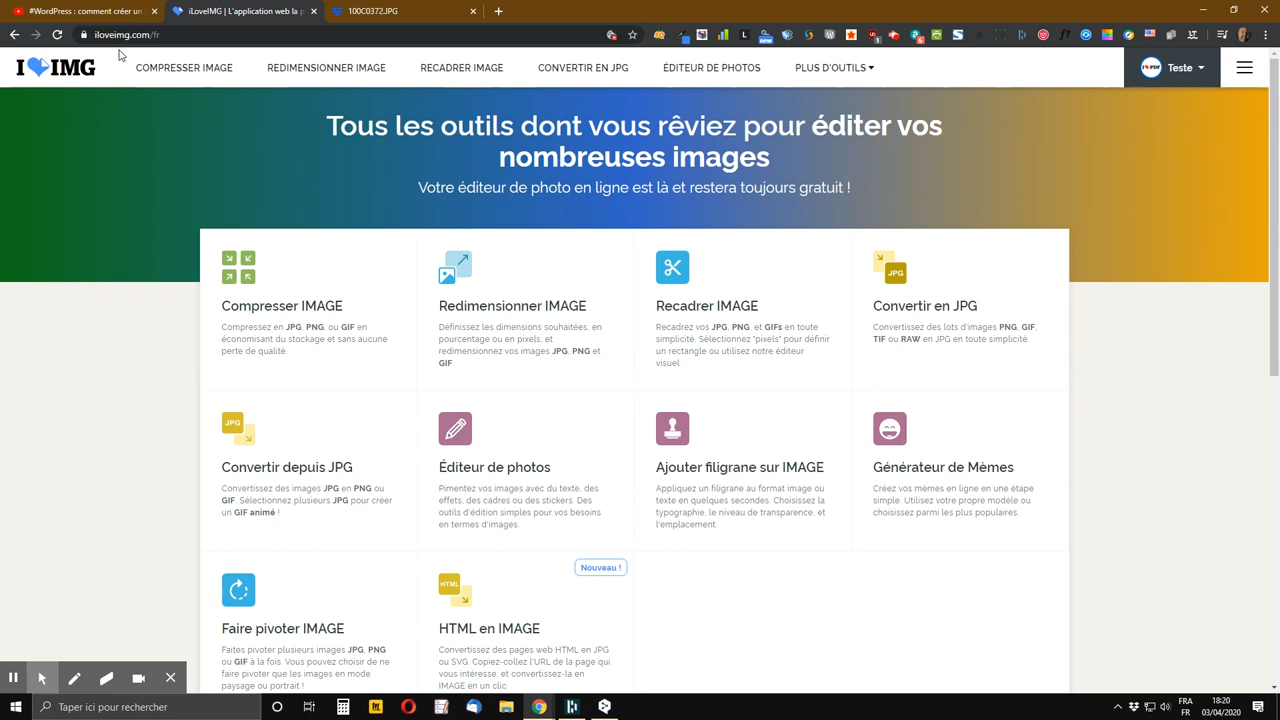 #WordPress : comment créer un
iLoveIMG | L'application web la p
100C0372.JPG
iloveimg.com/fr
I IMG
COMPRESSER IMAGE
REDIMENSIONNER IMAGE
RECADRER IMAGE
CONVERTIR EN JPG
ÉDITEUR DE PHOTOS
PLUS D'OUTILS
Teste
Tous les outils dont vous rêviez pour éditer vos
nombreuses images
Votre éditeur de photo en ligne est là et restera toujours gratuit !
Compresser IMAGE
Compressez en JPG, PNG, ou GIF en
économisant du stockage et sans aucune
perte de qualité.
Redimensionner IMAGE
Définissez les dimensions souhaitées, en
pourcentage ou en pixels, et
redimensionnez vos images JPG, PNG et
GIF.
Recadrer IMAGE
Recadrez vos JPG, PNG, et GIFs en toute
simplicité. Sélectionnez "pixels" pour définir
un rectangle ou utilisez notre éditeur
visuel.
JPG
Convertir en JPG
Convertissez des lots d'images PNG, GIF,
TIF ou RAW en JPG en toute simplicité.
JPG
Convertir depuis JPG
Convertissez des images JPG en PNG ou
GIF. Sélectionnez plusieurs JPG pour créer
un GIF animé !
Éditeur de photos
Pimentez vos images avec du texte, des
effets, des cadres ou des stickers. Des
outils d'édition simples pour vos besoins
en termes d'images.
Ajouter filigrane sur IMAGE
Appliquez un filigrane au format image ou
texte en quelques secondes. Choisissez la
typographie, le niveau de transparence, et
l'emplacement.
Générateur de Mèmes
Créez vos mèmes en ligne en une étape
simple. Utilisez votre propre modèle ou
choisissez parmi les plus populaires.
Faire pivoter IMAGE
Faites pivoter plusieurs images JPG, PNG
ou GIF à la fois. Vous pouvez choisir de ne
faire pivoter que les images en mode
paysage ou portrait !
Nouveau !
HTML
HTML en IMAGE
Convertissez des pages web HTML en JPG
ou SVG. Copiez-collez l'URL de la page qui
vous intéresse, et convertissez-la en
IMAGE en un clic.
Taper ici pour rechercher
FRA
FR
18:20
03/04/2020